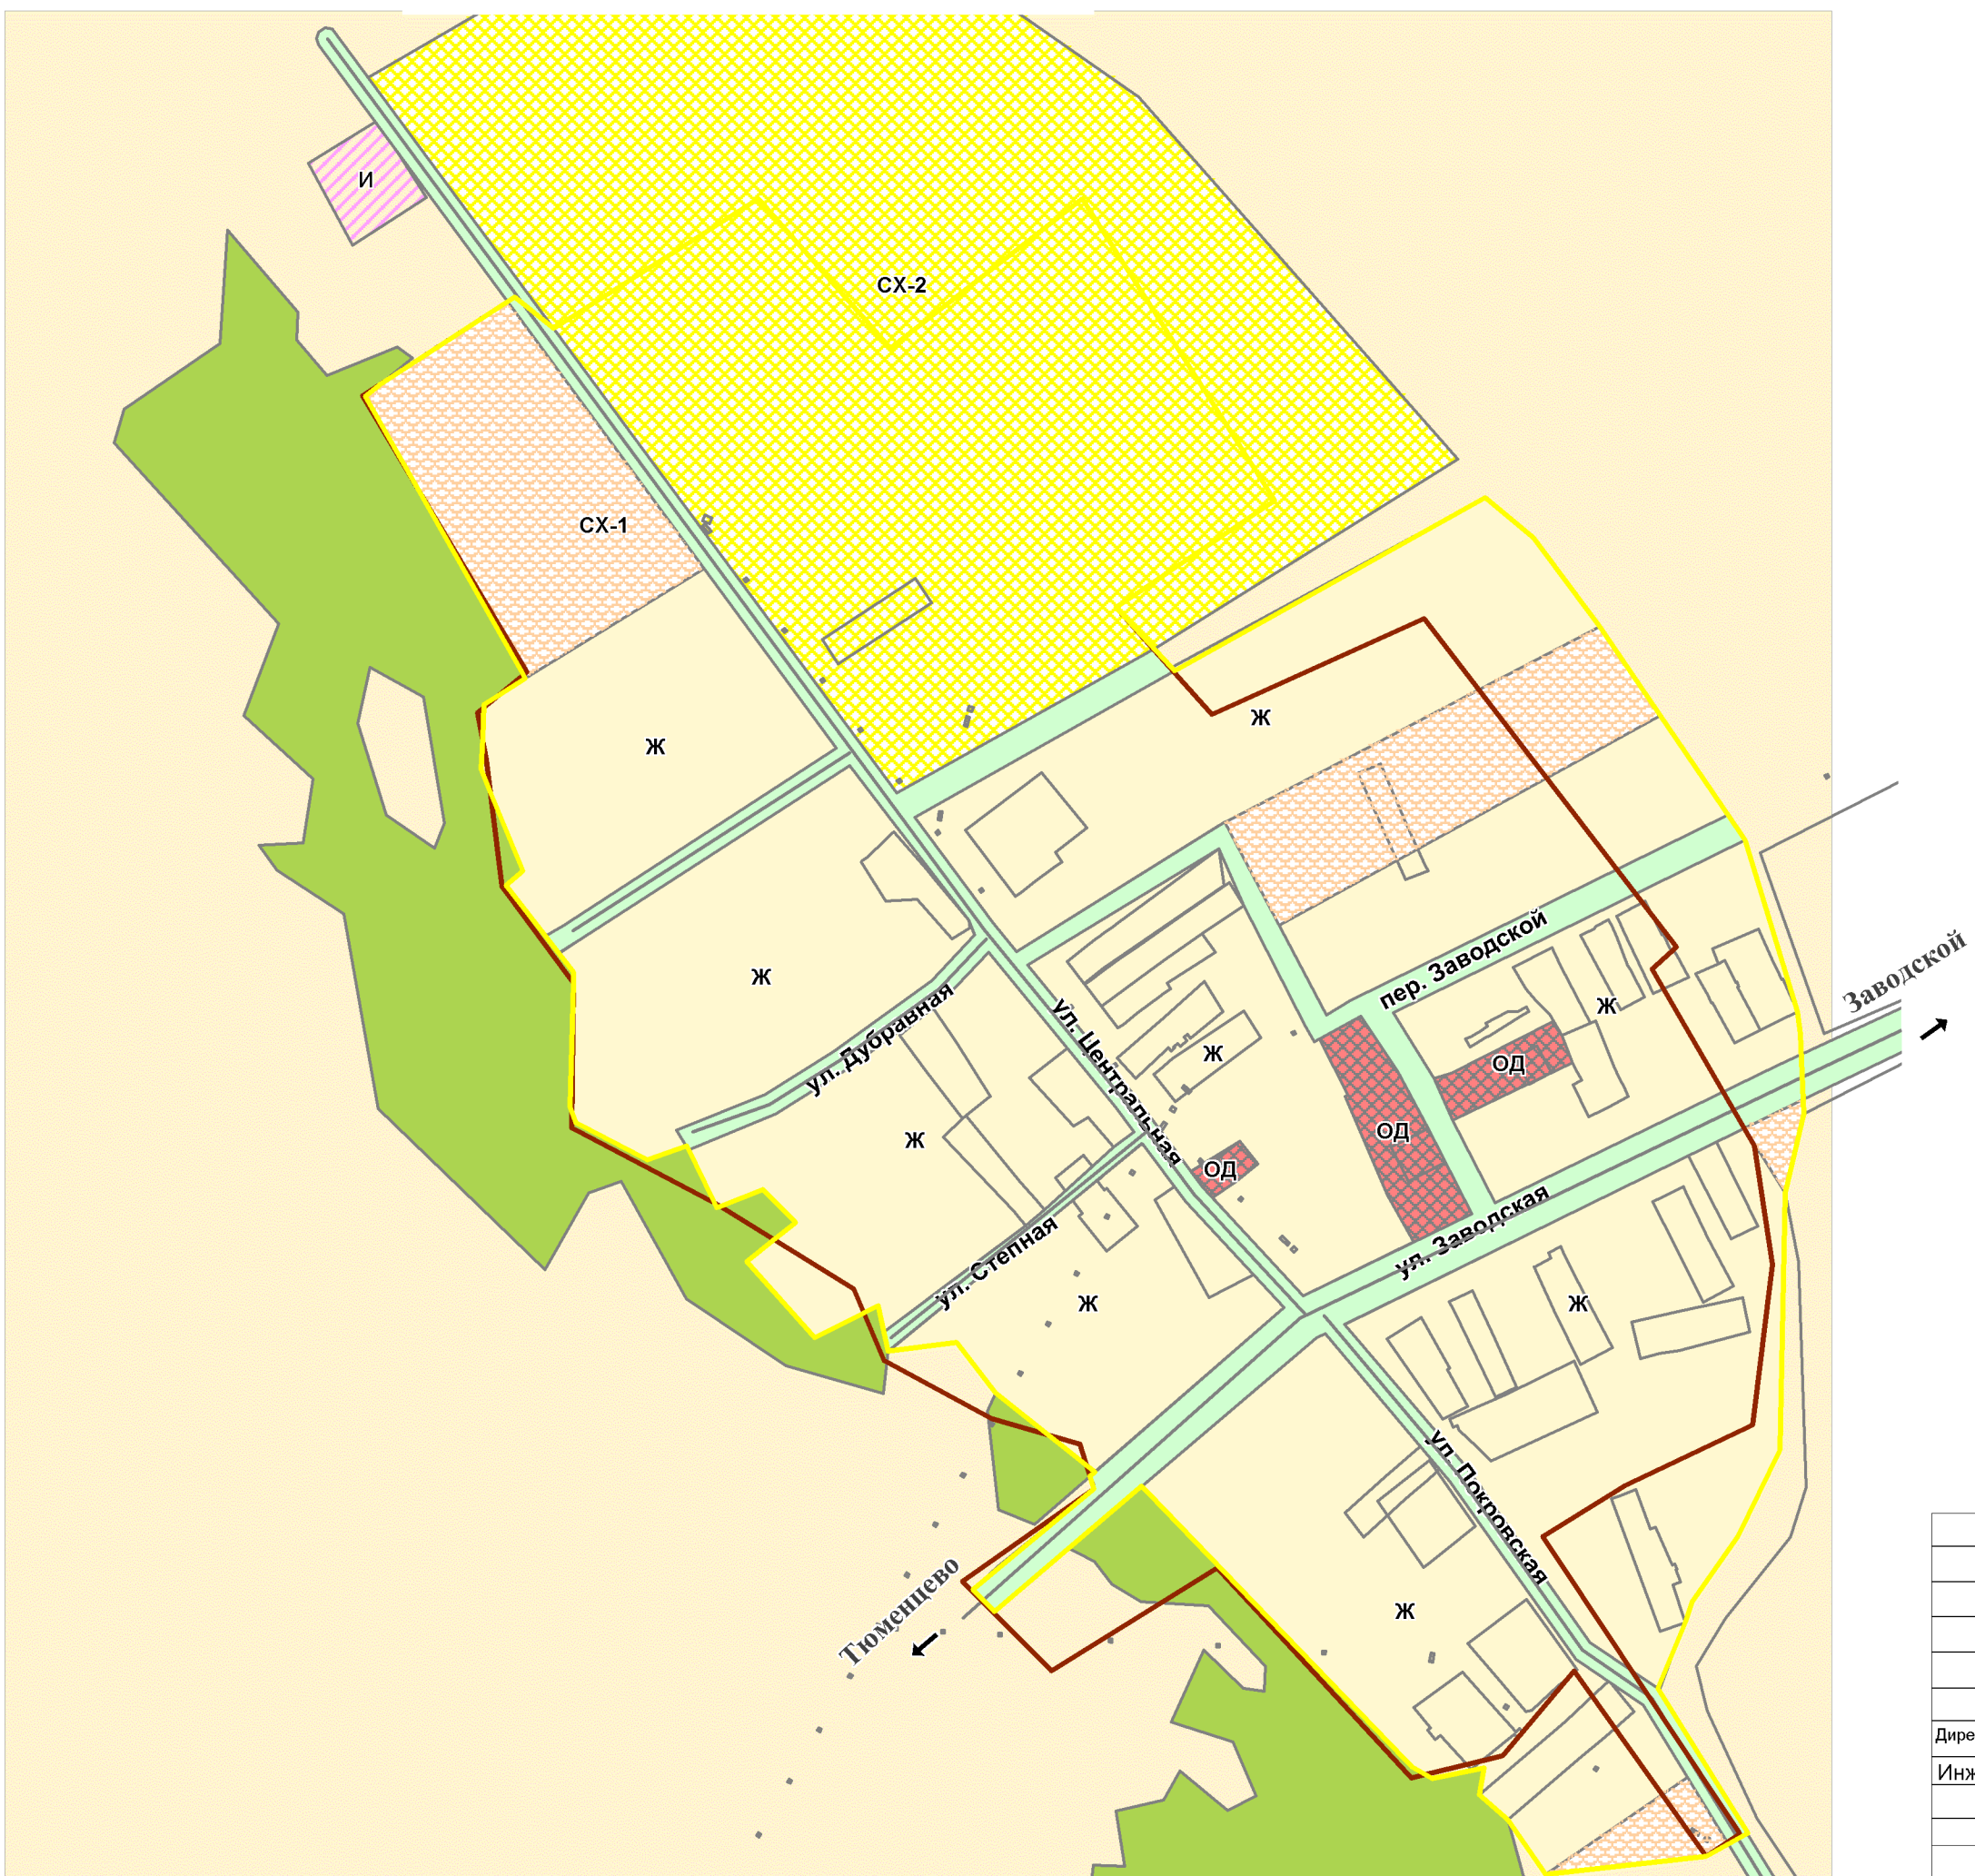 И
СХ-2
СХ-1
Ж
Ж
Заводской
пер. Заводской
Ж
ул. Дубравная
ул. Центральная
Ж
Ж
ОД
ОД
Ж
ОД
ул. Заводская
ул. Степная
Ж
Ж
ул. Покровская
Тюменцево
Ж
Дире
Инж